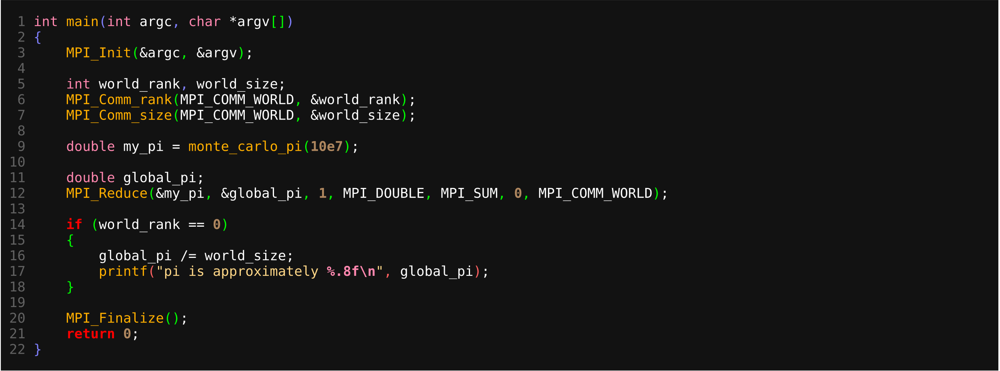 1 int main(int argc, char *argv[])
2 {
3     MPI_Init(&argc, &argv);
4
5     int world_rank, world_size;
6     MPI_Comm_rank(MPI_COMM_WORLD, &world_rank);
7     MPI_Comm_size(MPI_COMM_WORLD, &world_size);
8
9     double my_pi = monte_carlo_pi(10e7);
10
11     double global_pi;
12     MPI_Reduce(&my_pi, &global_pi, 1, MPI_DOUBLE, MPI_SUM, 0, MPI_COMM_WORLD);
13
14     if (world_rank == 0)
15     {
16         global_pi /= world_size;
17         printf("pi is approximately %.8f\n", global_pi);
18     }
19
20     MPI_Finalize();
21     return 0;
22 }